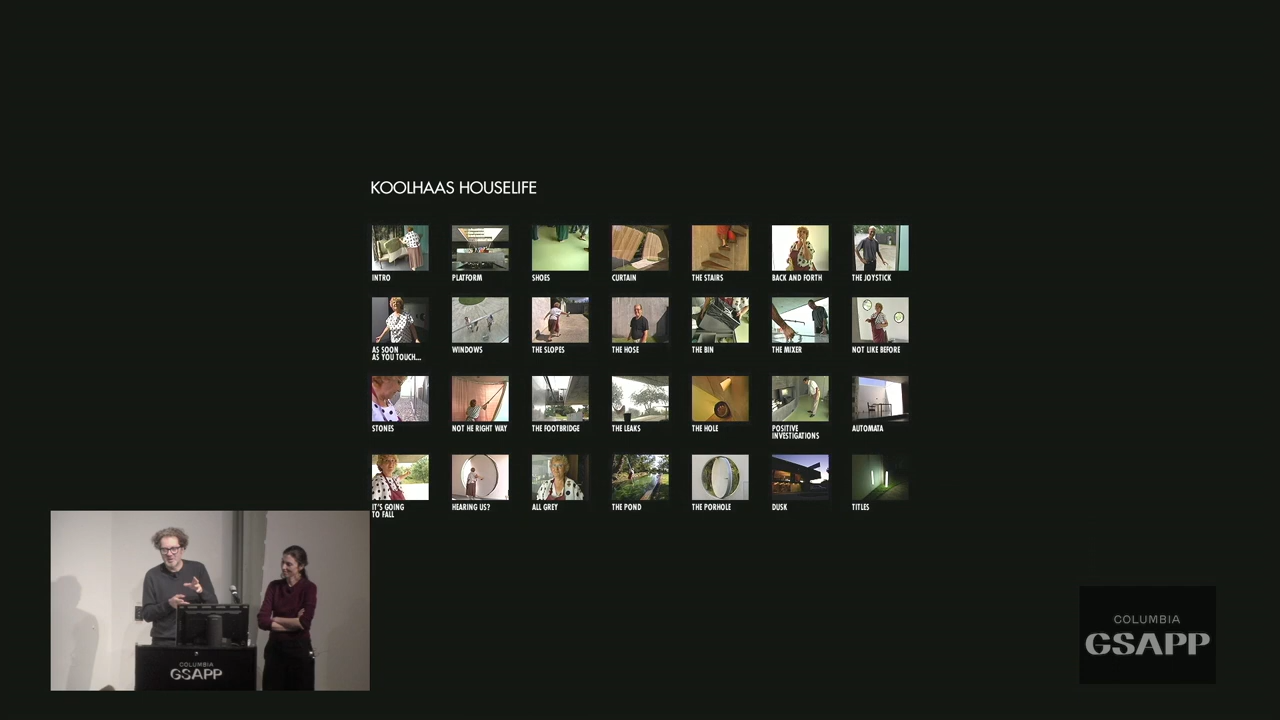 KOOLHAAS HOUSELIFE
INTRO
PLATFORM
SHOES
CURTAIN
THE STAIRS
BACK AND FORTH
THE JOYSTICK
AS SOON
AS YOU TOUCH...
WINDOWS
THE SLOPES
THE HOSE
THE BIN
THE MIXER
NOT LIKE BEFORE
STONES
NOT HE RIGHT WAY
THE FOOTBRIDGE
THE LEAKS
THE HOLE
POSITIVE
INVESTIGATIONS
AUTOMATA
IT'S GOING
TO FALL
HEARING US?
ALL GREY
THE POND
THE PORHOLE
DUSK
TITLES
COLUMBIA
GSAPP
COLUMBIA
GSAPP